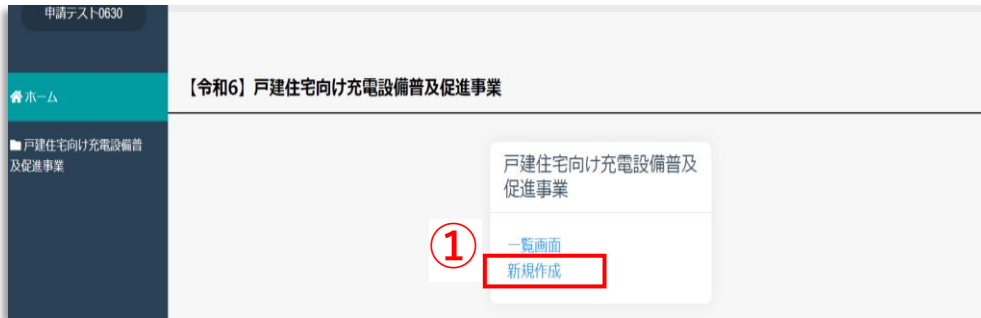 申請テスト0630
ホーム
戸建住宅向け充電設備普
及促進事業
【令和6】戸建住宅向け充電設備普及促進事業
戸建住宅向け充電設備普及
促進事業
①
一覧画面
新規作成